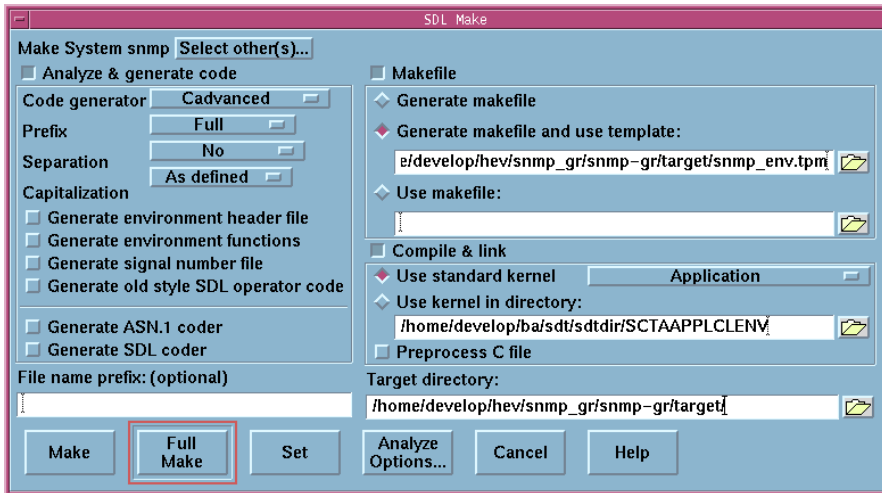 SDL Make
Make System snmp Select other(s)...
Analyze & generate code
Code generator Cadvanced
Prefix Full
Separation No
Capitalization As defined
Generate environment header file
Generate environment functions
Generate signal number file
Generate old style SDL operator code
Generate ASN.1 coder
Generate SDL coder
File name prefix: (optional)
Makefile
Generate makefile
Generate makefile and use template:
e/develop/hev/snmp_gr/snmp-gr/target/snmp_env.tpm
Use makefile:
Compile & link
Use standard kernel Application
Use kernel in directory:
/home/develop/ba/sdt/sdtdir/SCTAAPPLCLENV
Preprocess C file
Target directory:
/home/develop/hev/snmp_gr/snmp-gr/target/
Make
Full
Make
Set
Analyze
Options...
Cancel
Help